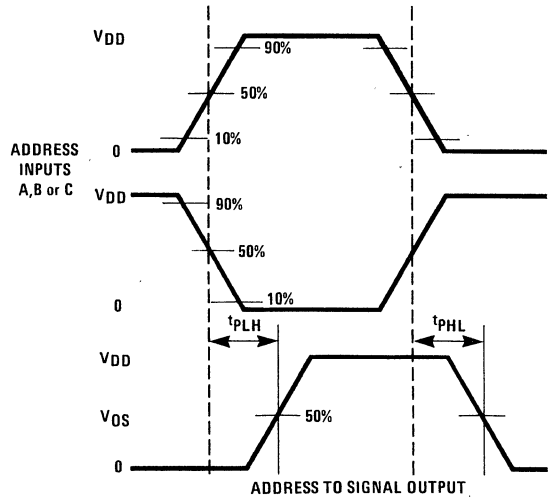 VDD
90%
50%
10%
0
ADDRESS
INPUTS
A,B or C
VDD
90%
50%
10%
0
tPLH
tPHL
VDD
VOS
50%
0
ADDRESS TO SIGNAL OUTPUT